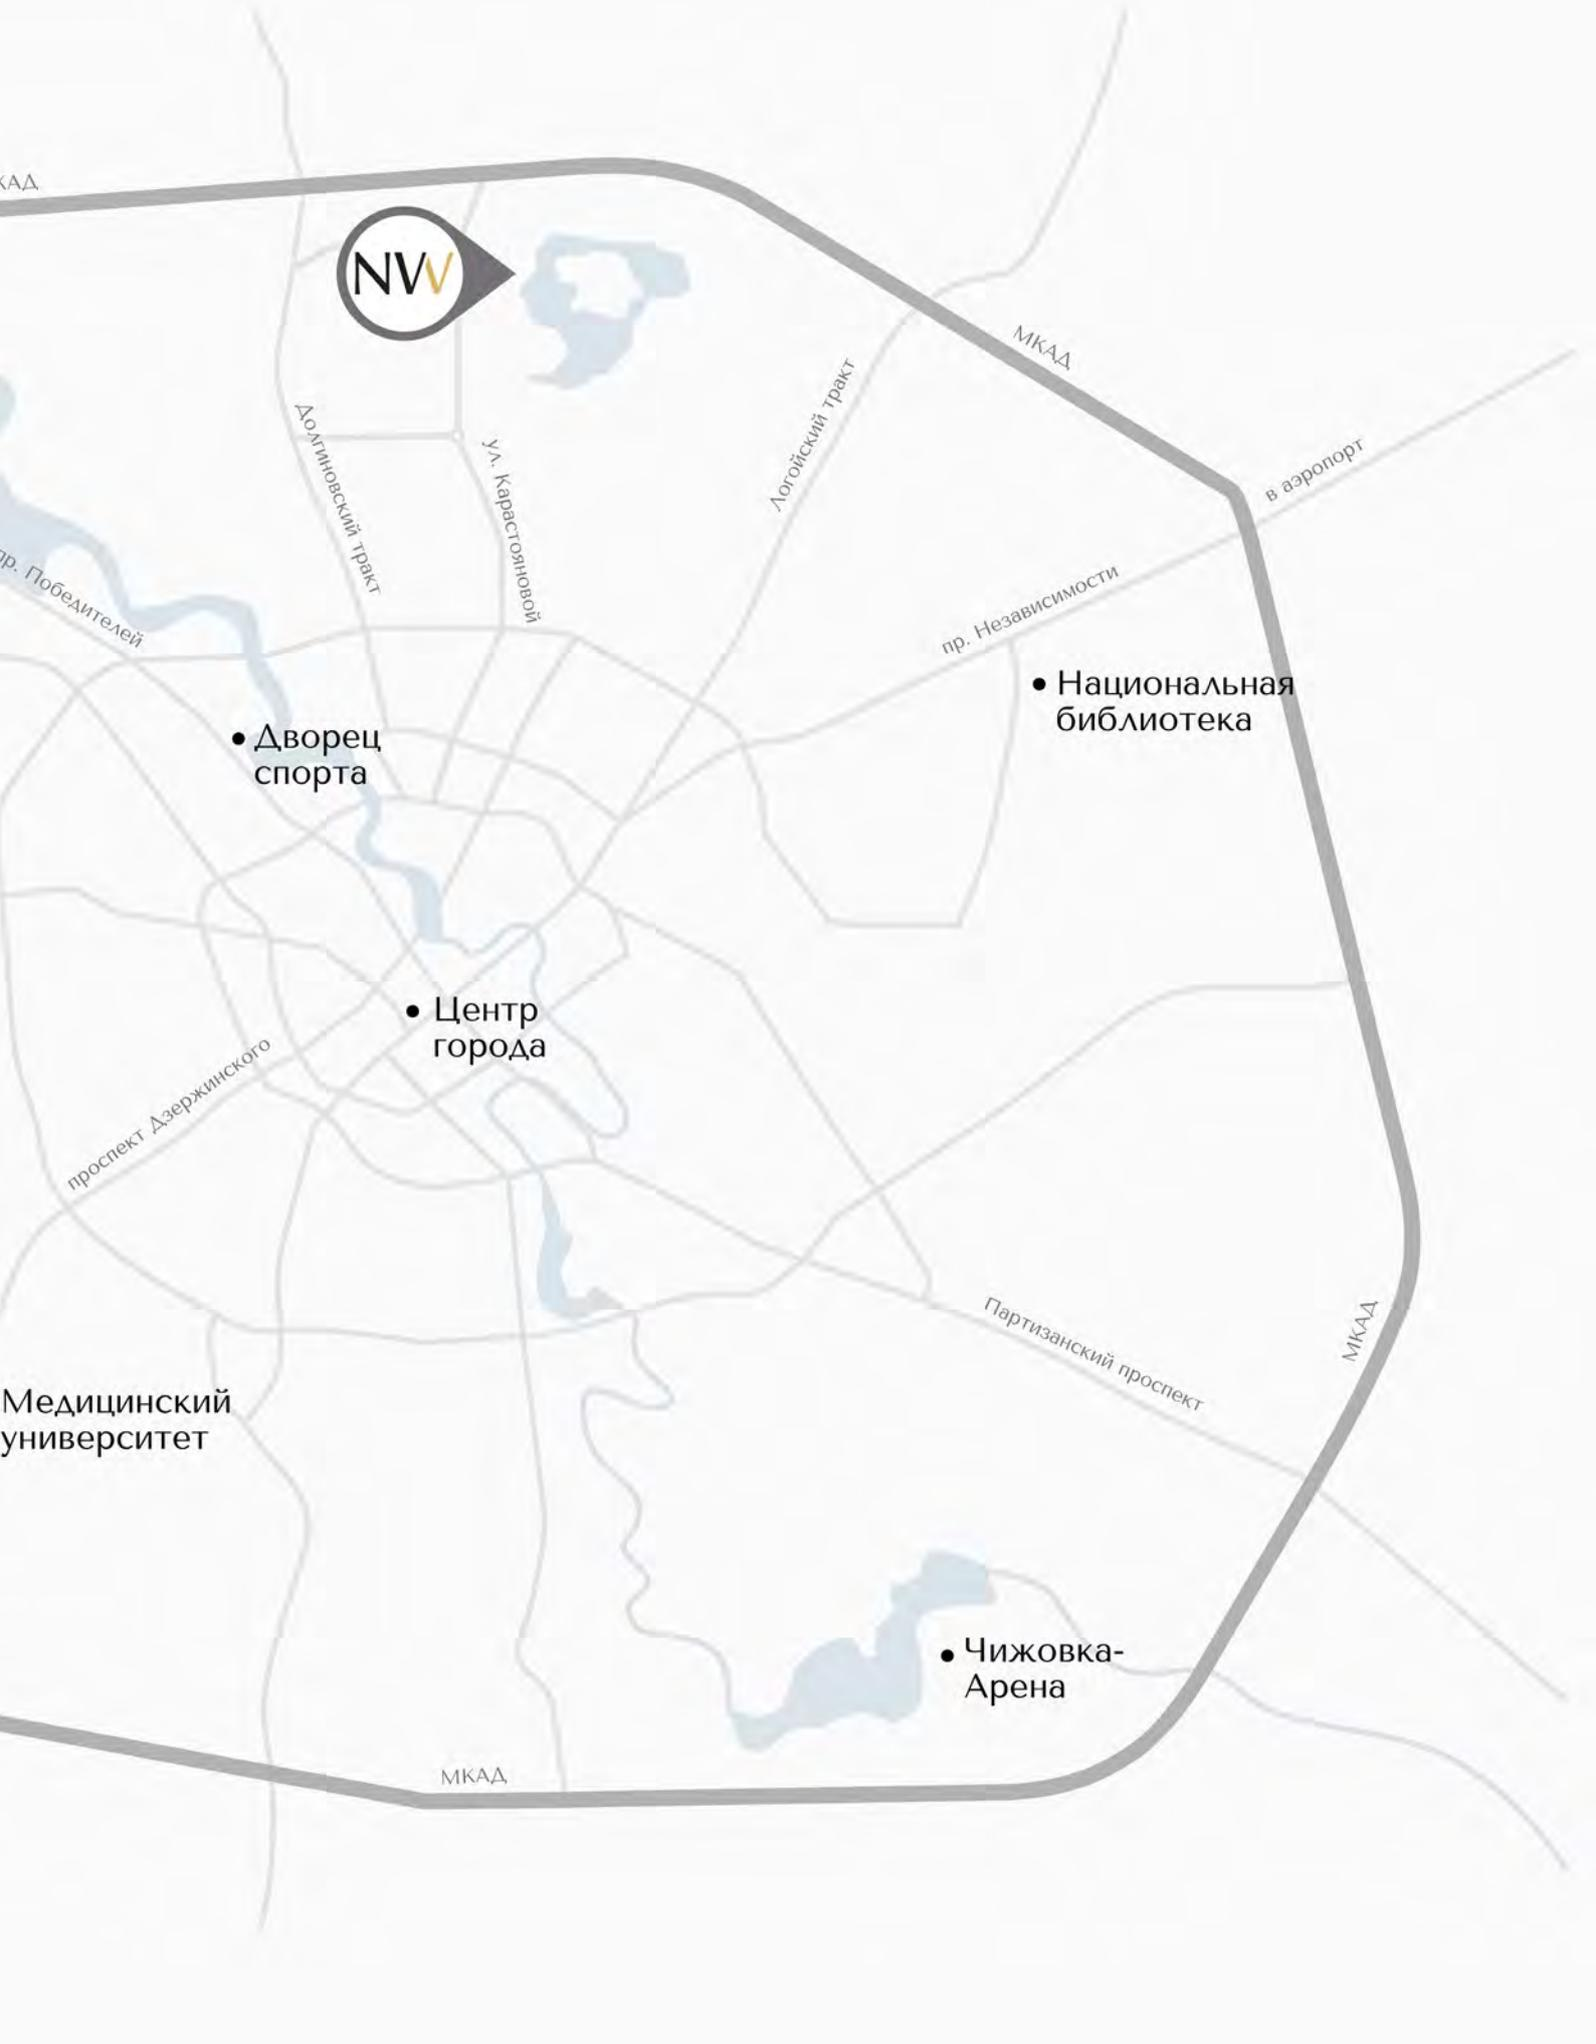 МКАД
NW
МКАД
в аэропорт
Логойский тракт
Долгиновский тракт
ул. Карастояновой
пр. Победителей
пр. Независимости
Национальная
библиотека
Дворец
спорта
Центр
города
проспект Дзержинского
Партизанский проспект
МКАД
Медицинский
университет
Чижовка-
Арена
МКАД